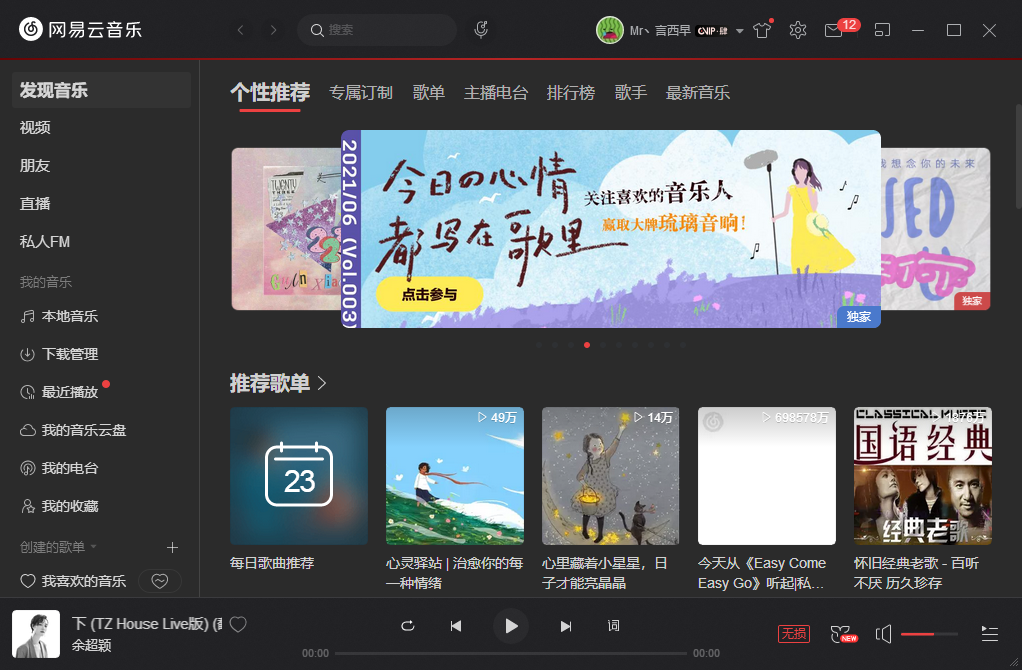 网易云音乐
搜索
Mr丶言西早
VIP·肆
12
发现音乐
视频
朋友
直播
私人FM
我的音乐
本地音乐
下载管理
最近播放
我的音乐云盘
我的电台
我的收藏
创建的歌单
我喜欢的音乐
个性推荐 专属订制 歌单 主播电台 排行榜 歌手 最新音乐
TWENTY
THREE
2021/06 (Vol.003)
今日の心情
都写在歌里
关注喜欢的音乐人
赢取大牌琉璃音响!
点击参与
独家
我想念你的未来
独家
推荐歌单
23
每日歌曲推荐
49万
心灵驿站 | 治愈你的每
一种情绪
14万
心里藏着小星星，日
子才能亮晶晶
698578万
今天从《Easy Come
Easy Go》听起|私...
1876万
国语经典
经典老歌
怀旧经典老歌 - 百听
不厌 历久珍存
下 (TZ House Live版) (
余超颖
00:00
00:00
词
无损
NEW